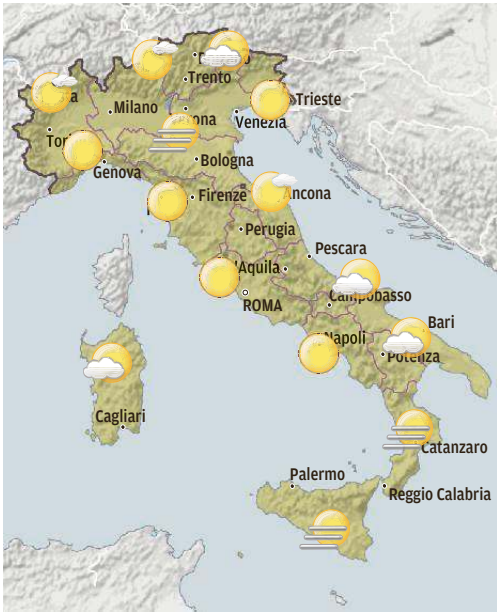 Trento
Trieste
Milano
Venezia
Bologna
Genova
Firenze
Ancona
Perugia
Pescara
L'Aquila
ROMA
Campobasso
Bari
Napoli
Potenza
Cagliari
Catanzaro
Palermo
Reggio Calabria